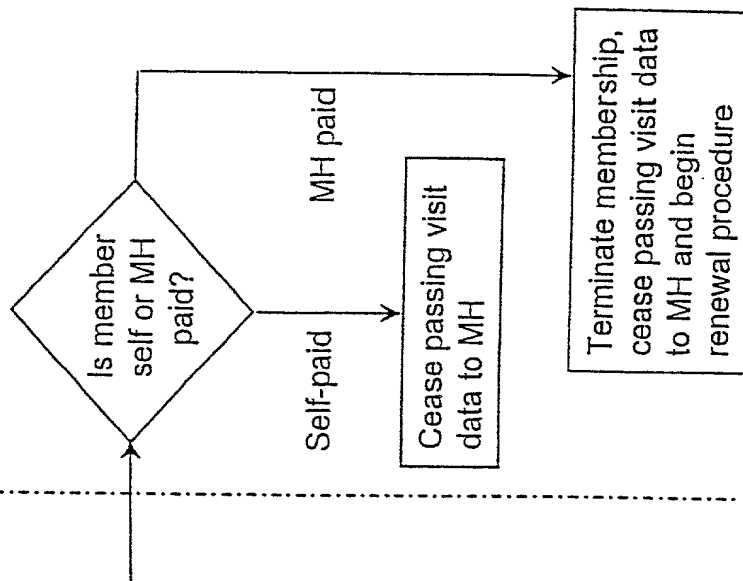 Is member
self or MH
paid?
Self-paid
MH paid
Cease passing visit
data to MH
Terminate membership,
cease passing visit data
to MH and begin
renewal procedure